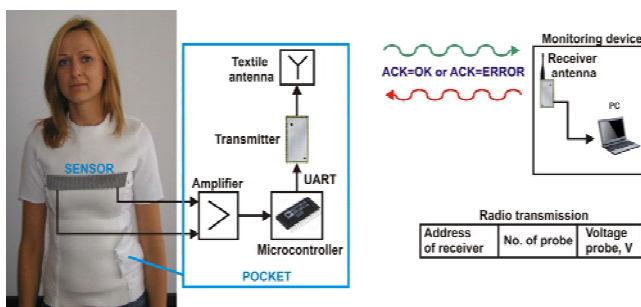 SENSOR
Textile
antenna
Transmitter
UART
Amplifier
Microcontroller
POCKET
ACK=OK or ACK=ERROR
Monitoring device
Receiver
antenna
PC
Radio transmission
Address
of receiver
No. of probe
Voltage
probe, V